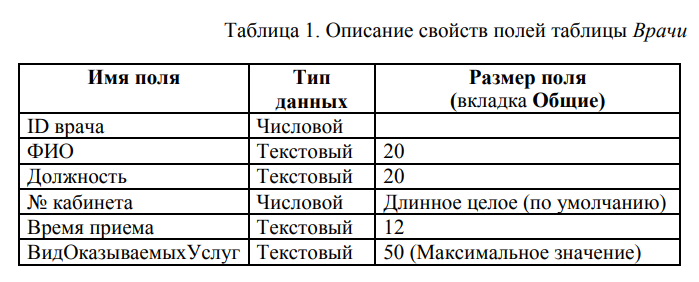 Таблица 1. Описание свойств полей таблицы Врачи
Имя поля Тип данных Размер поля (вкладка Общие)
ID врача Числовой
ФИО Текстовый 20
Должность Текстовый 20
№ кабинета Числовой Длинное целое (по умолчанию)
Время приема Текстовый 12
ВидОказываемыхУслуг Текстовый 50 (Максимальное значение)